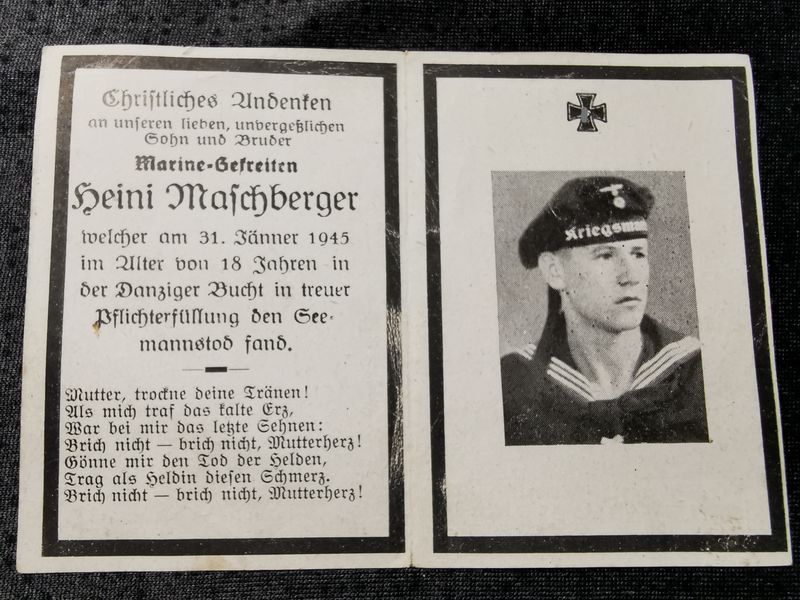 Christliches Andenken
an unseren lieben, unvergeßlichen
Sohn und Bruder
Marine-Gefreiten
Heini Maschberger
welcher am 31. Jänner 1945
im Alter von 18 Jahren in
der Danziger Bucht in treuer
Pflichterfüllung den See-
mannstod fand.
Mutter, trockne deine Tränen!
Als mich traf das kalte Erz,
War bei mir das letzte Sehnen:
Brich nicht — brich nicht, Mutterherz!
Gönne mir den Tod der Helden,
Trag als Heldin diesen Schmerz.
Brich nicht — brich nicht, Mutterherz!
Kriegsma